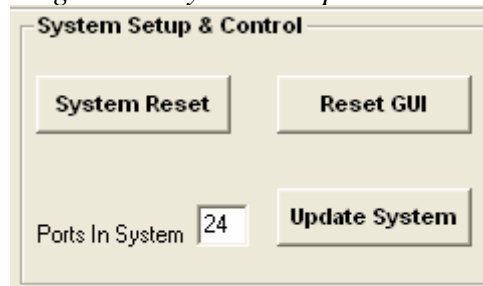 System Setup & Control
System Reset
Reset GUI
Ports In System 24
Update System